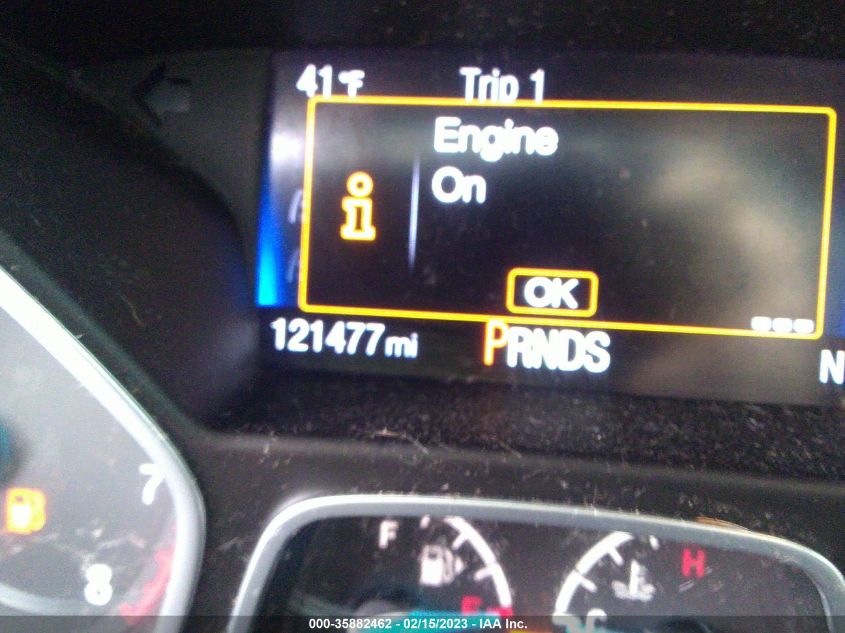 41°F Trip 1
Engine
On
OK
121477 mi PRNDS N
7
8
F H
E C
000-35882462 - 02/15/2023 - IAA Inc.